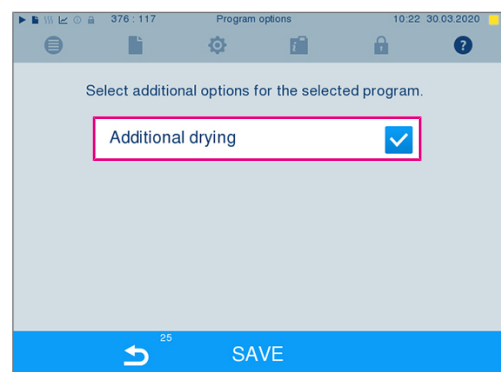 376 : 117 Program options 10:22 30.03.2020
Select additional options for the selected program.
Additional drying
25
SAVE